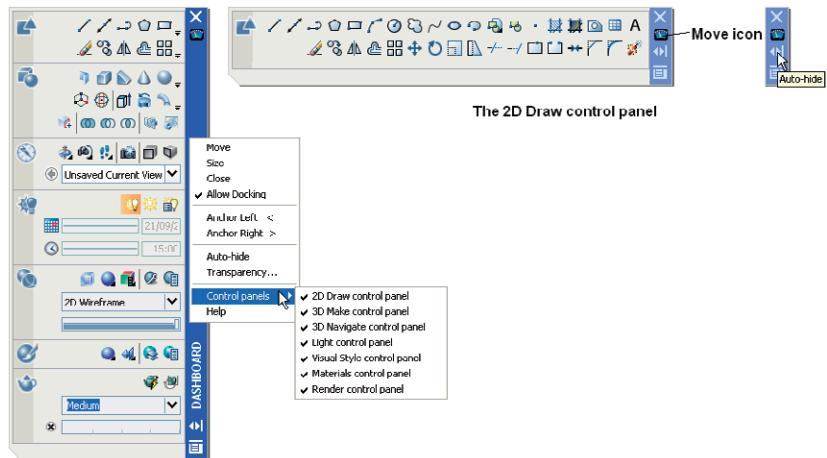 A
Move icon
Auto-hide
The 2D Draw control panel
Unsaved Current View
21/09/2
15:00
2D Wireframe
Medium
DASHBOARD
Move
Size
Close
Allow Docking
Anchor Left <
Anchor Right >
Auto-hide
Transparency...
Control panels
Help
2D Draw control panel
3D Make control panel
3D Navigate control panel
Light control panel
Visual Style control panel
Materials control panel
Render control panel